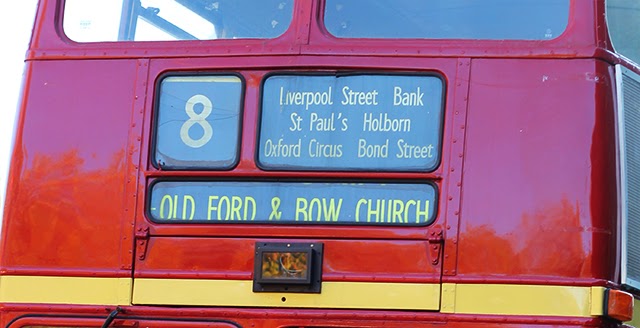 8
Liverpool Street Bank
St Paul's Holborn
Oxford Circus Bond Street
OLD FORD & BOW CHURCH